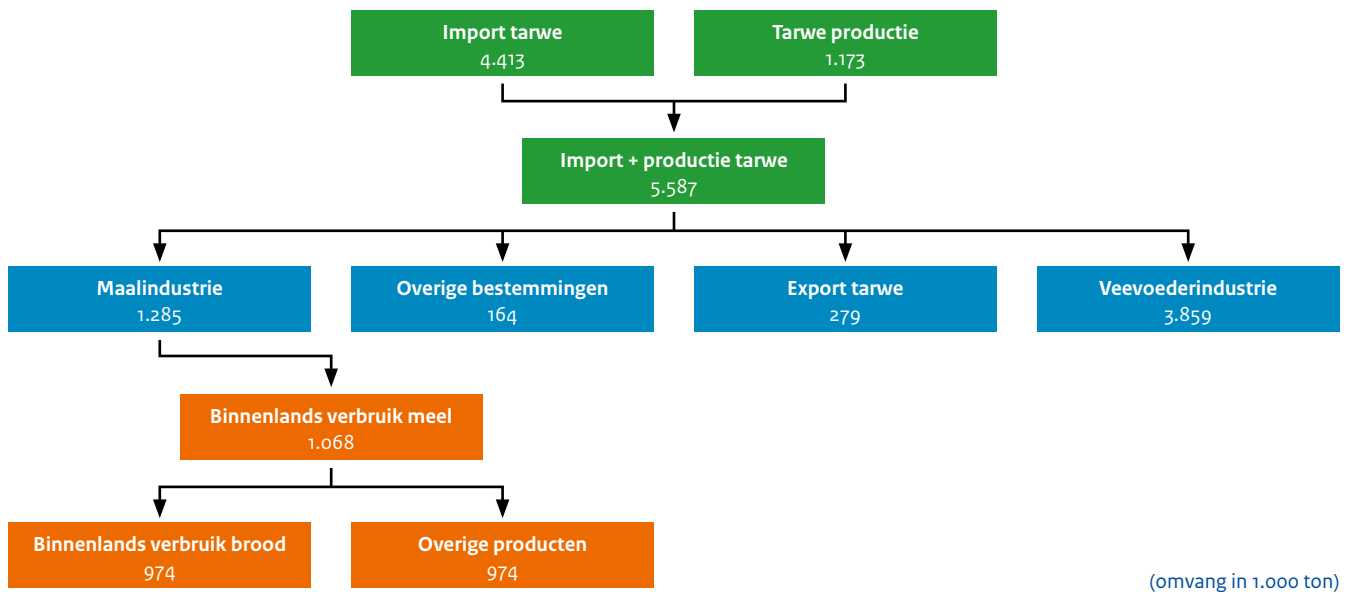 Import tarwe
4.413
Tarwe productie
1.173
Import + productie tarwe
5.587
Maalindustrie
1.285
Overige bestemmingen
164
Export tarwe
279
Veevoederindustrie
3.859
Binnenlands verbruik meel
1.068
Binnenlands verbruik brood
974
Overige producten
974
(omvang in 1.000 ton)